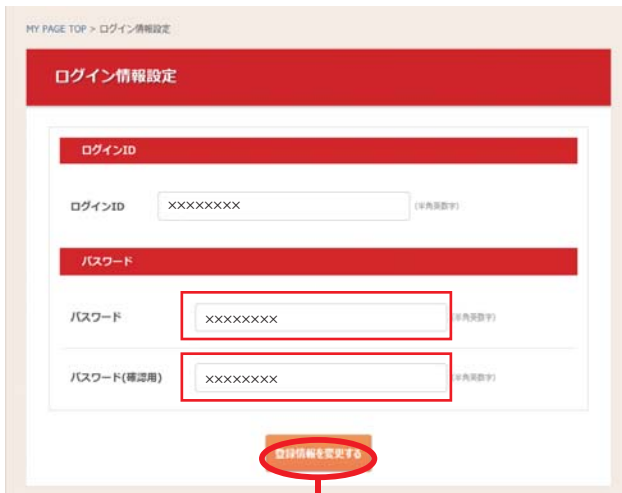 MY PAGE TOP > ログイン情報設定
ログイン情報設定
ログインID
ログインID ×××××××× (半角英数字)
パスワード
パスワード ×××××××× (半角英数字)
パスワード(確認用) ×××××××× (半角英数字)
登録情報を変更する